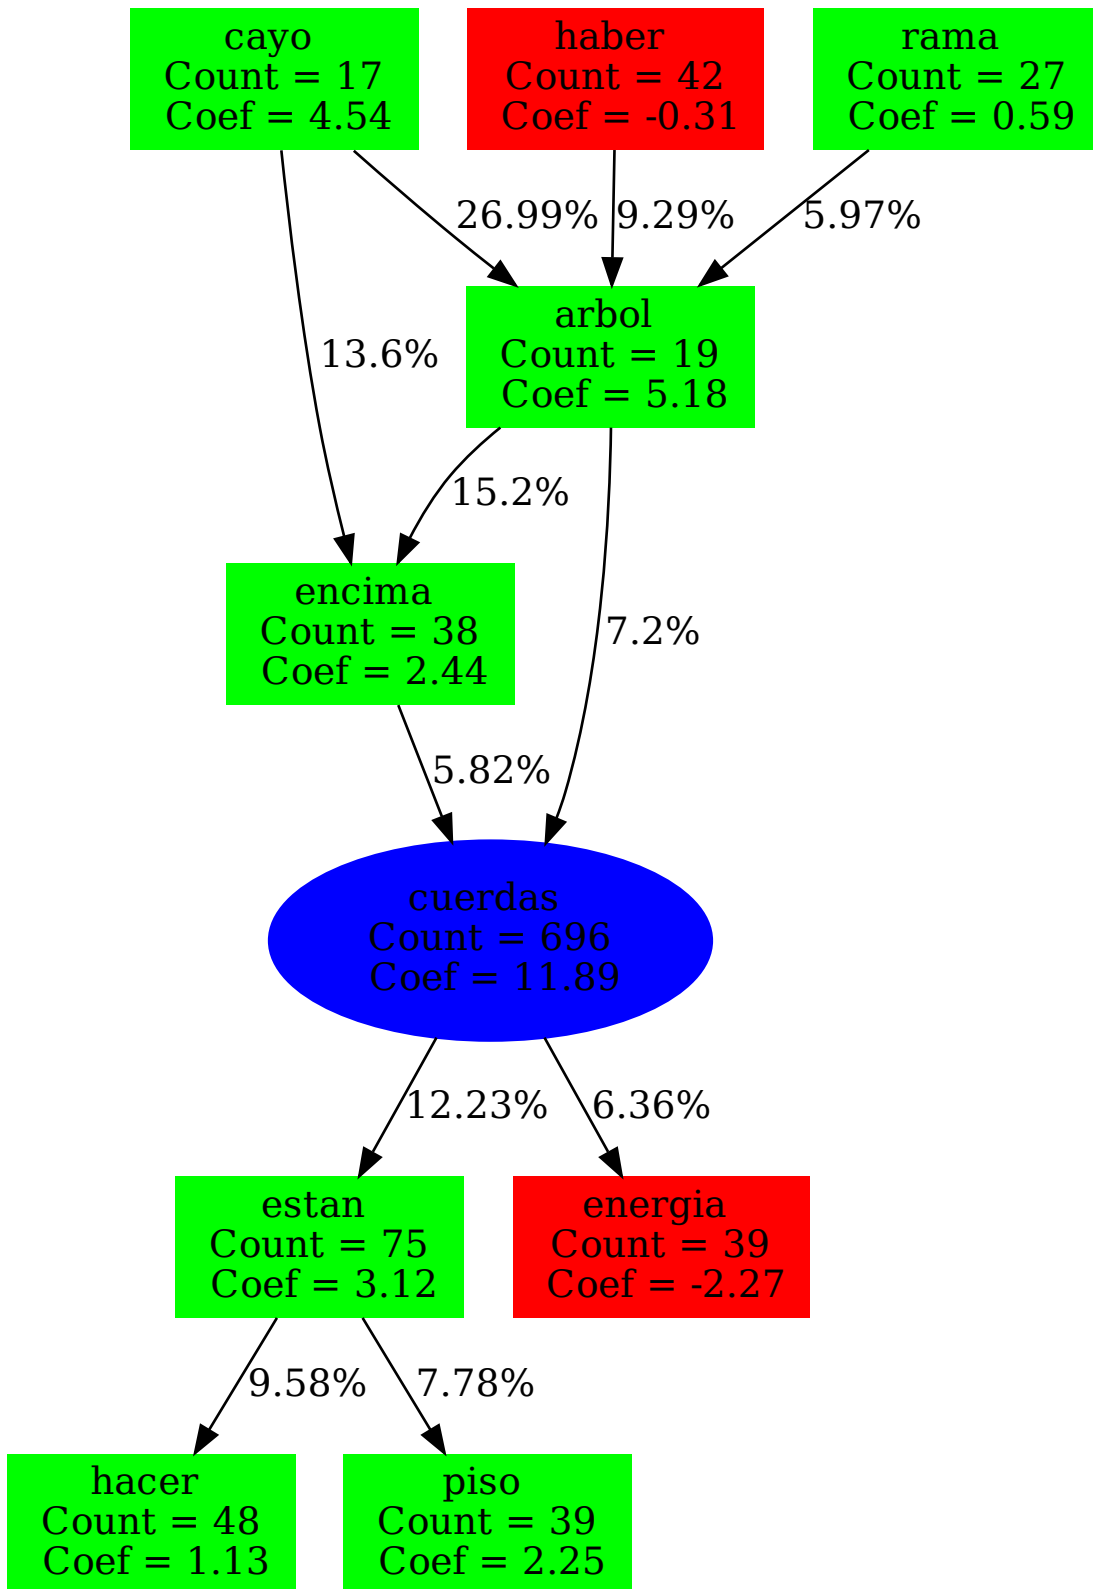 cayo
Count = 17
Coef = 4.54
haber
Count = 42
Coef = -0.31
rama
Count = 27
Coef = 0.59
26.99%
9.29%
5.97%
arbol
Count = 19
Coef = 5.18
13.6%
15.2%
encima
Count = 38
Coef = 2.44
7.2%
5.82%
cuerdas
Count = 696
Coef = 11.89
12.23%
6.36%
estan
Count = 75
Coef = 3.12
energia
Count = 39
Coef = -2.27
9.58%
7.78%
hacer
Count = 48
Coef = 1.13
piso
Count = 39
Coef = 2.25